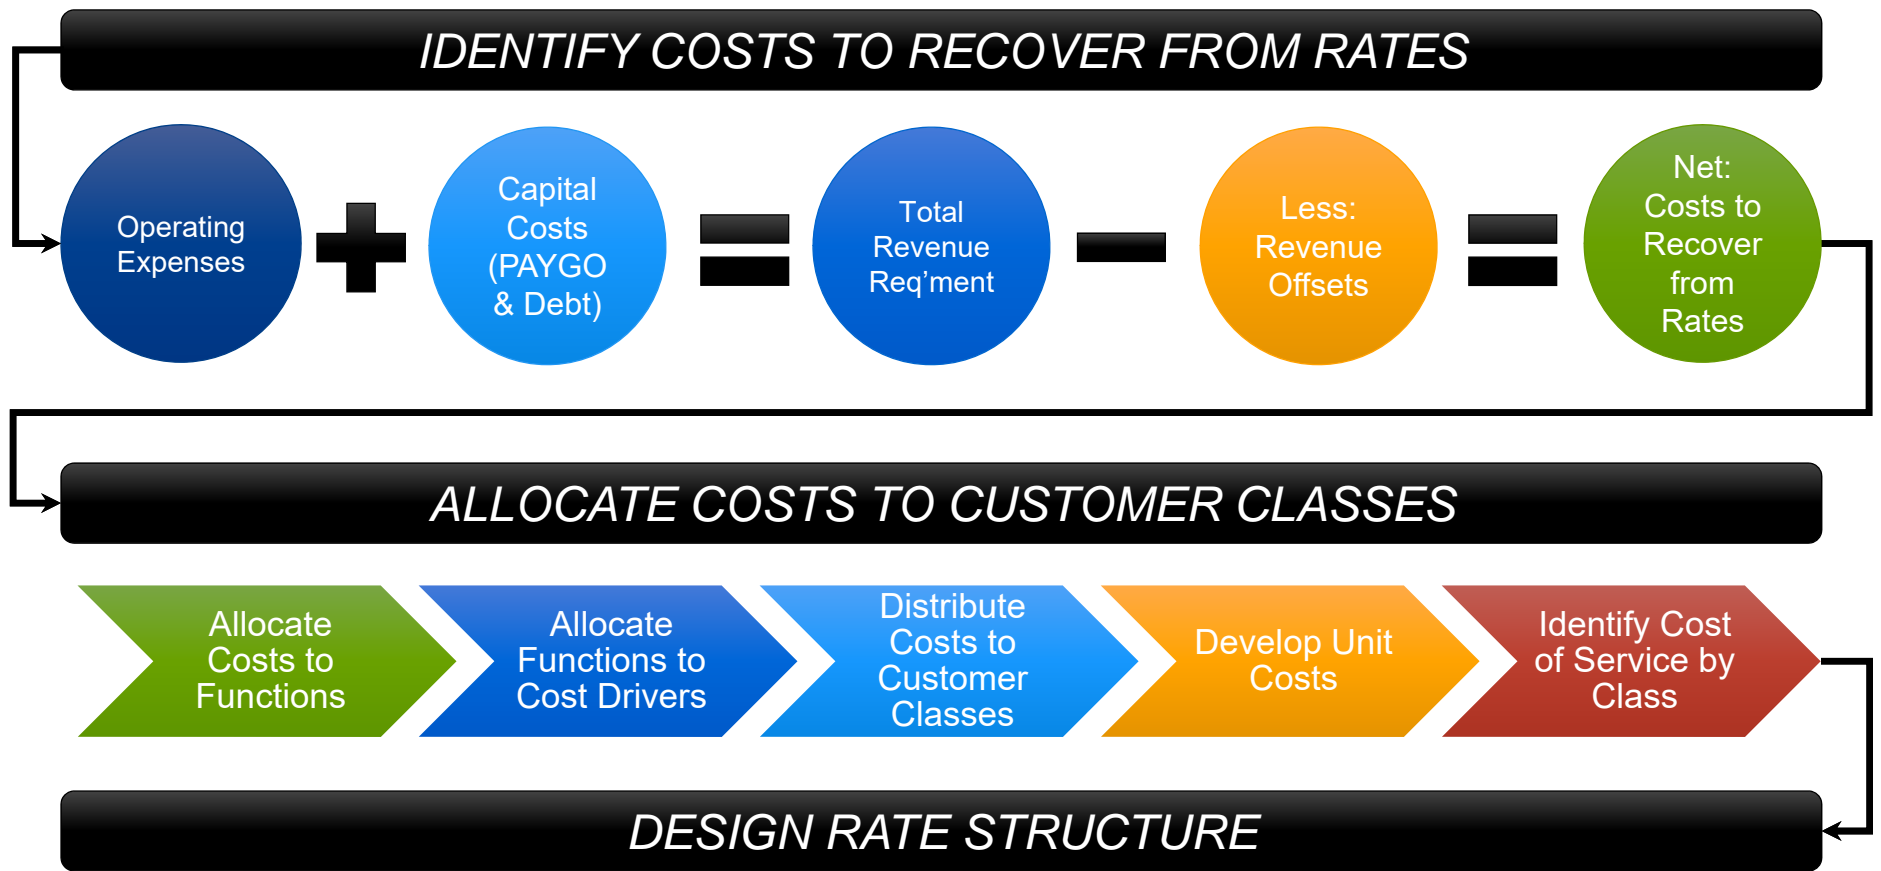 IDENTIFY COSTS TO RECOVER FROM RATES
Operating
Expenses
Capital
Costs
(PAYGO
& Debt)
Total
Revenue
Req’ment
Less:
Revenue
Offsets
Net:
Costs to
Recover
from
Rates
ALLOCATE COSTS TO CUSTOMER CLASSES
Allocate
Costs to
Functions
Allocate
Functions to
Cost Drivers
Distribute
Costs to
Customer
Classes
Develop Unit
Costs
Identify Cost
of Service by
Class
DESIGN RATE STRUCTURE